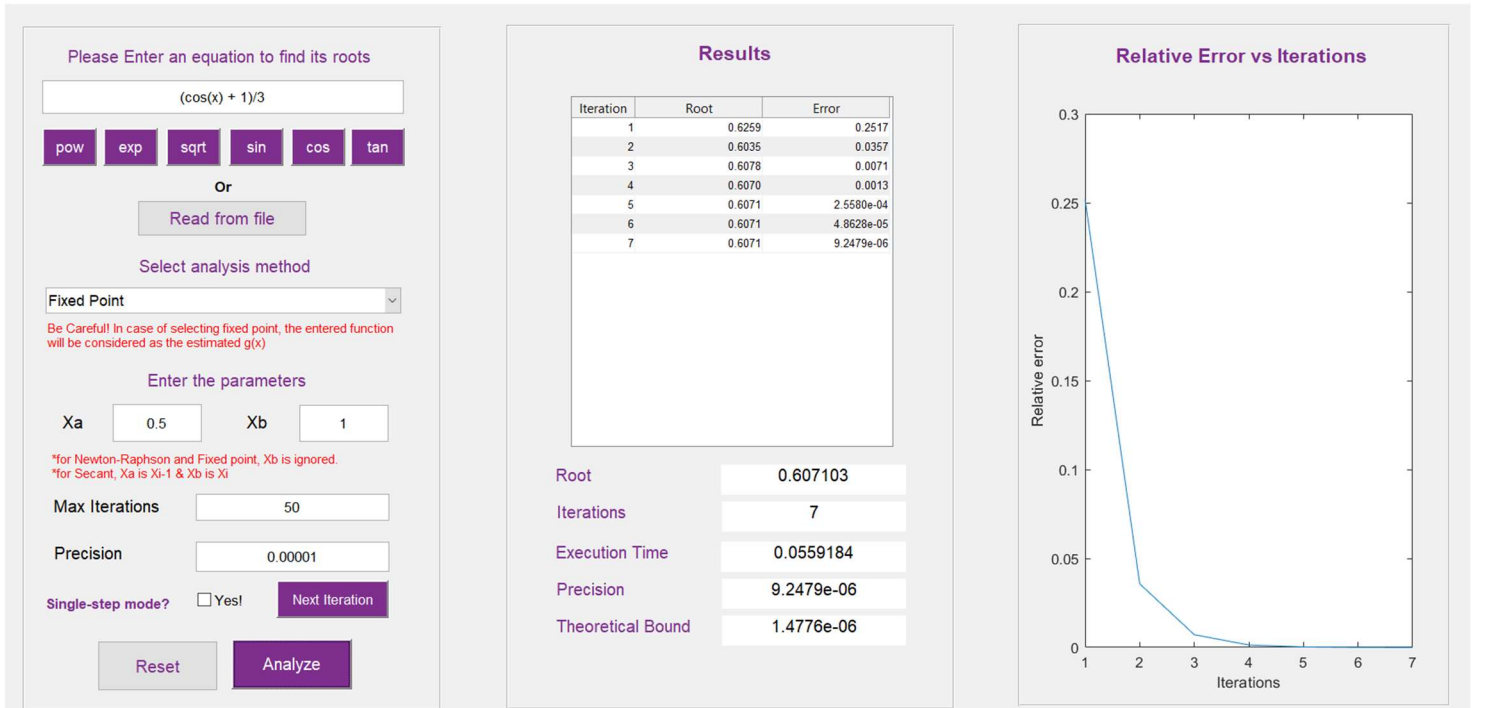 Please Enter an equation to find its roots
(cos(x) + 1)/3
pow exp sqrt sin cos tan
Or
Read from file
Select analysis method
Fixed Point
Be Careful! In case of selecting fixed point, the entered function
will be considered as the estimated g(x)
Enter the parameters
Xa 0.5 Xb 1
*for Newton-Raphson and Fixed point, Xb is ignored.
*for Secant, Xa is Xi-1 & Xb is Xi
Max Iterations 50
Precision 0.00001
Single-step mode? Yes! Next Iteration
Reset Analyze
Results
Iteration Root Error
1 0.6259 0.2517
2 0.6035 0.0357
3 0.6078 0.0071
4 0.6070 0.0013
5 0.6071 2.5580e-04
6 0.6071 4.8628e-05
7 0.6071 9.2479e-06
Root 0.607103
Iterations 7
Execution Time 0.0559184
Precision 9.2479e-06
Theoretical Bound 1.4776e-06
Relative Error vs Iterations
0.3
0.25
0.2
0.15
0.1
0.05
0
Relative error
1 2 3 4 5 6 7
Iterations